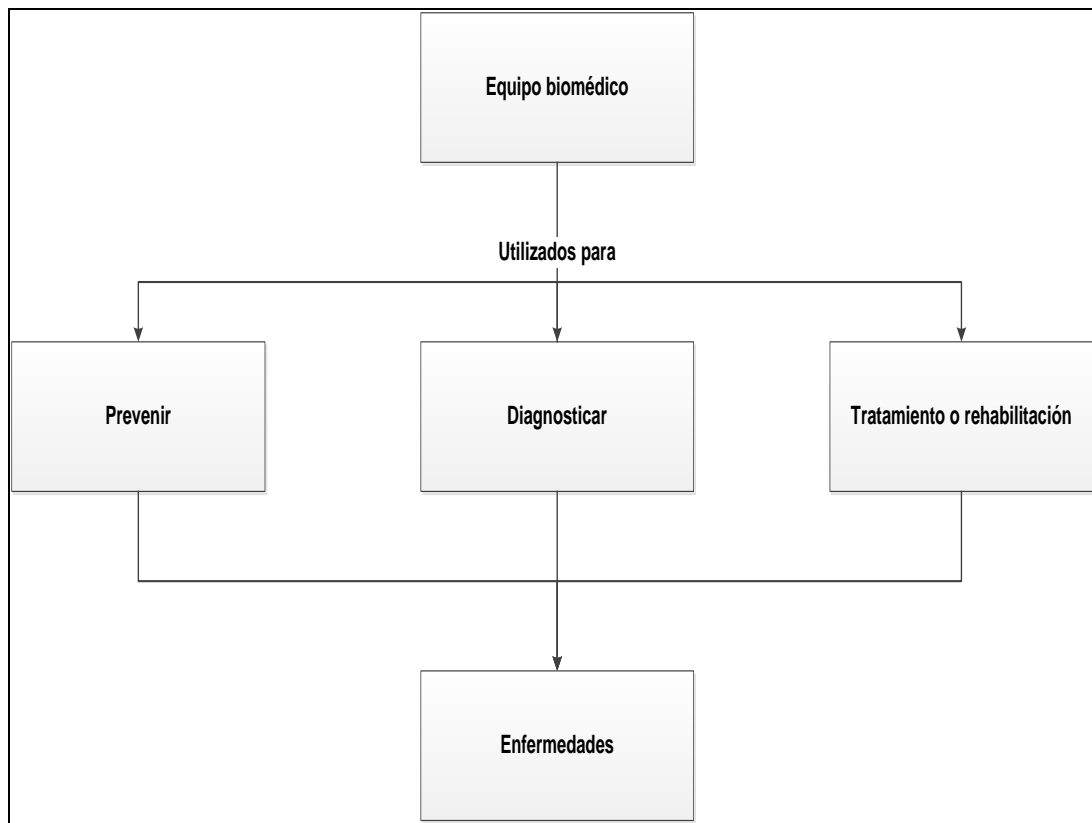 Equipo biomédico
Utilizados para
Prevenir
Diagnosticar
Tratamiento o rehabilitación
Enfermedades